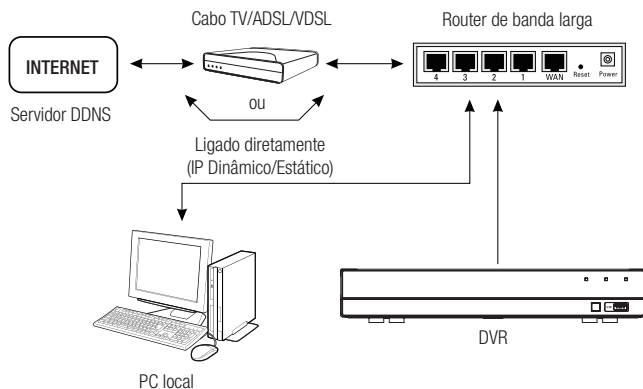 Cabo TV/ADSL/VDSL
Router de banda larga
INTERNET
4 3 2 1 WAN Reset Power
Servidor DDNS
ou
Ligado diretamente
(IP Dinâmico/Estático)
DVR
PC local